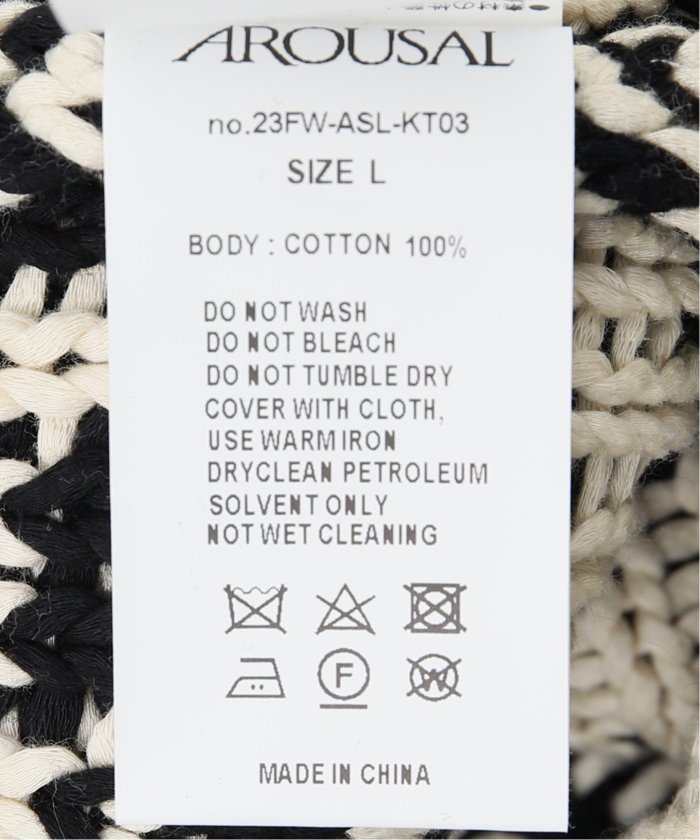 AROUSAL
no.23FW-ASL-KT03
SIZE L
BODY : COTTON 100%
DO NOT WASH
DO NOT BLEACH
DO NOT TUMBLE DRY
COVER WITH CLOTH,
USE WARM IRON
DRYCLEAN PETROLEUM
SOLVENT ONLY
NOT WET CLEANING
F
W
MADE IN CHINA